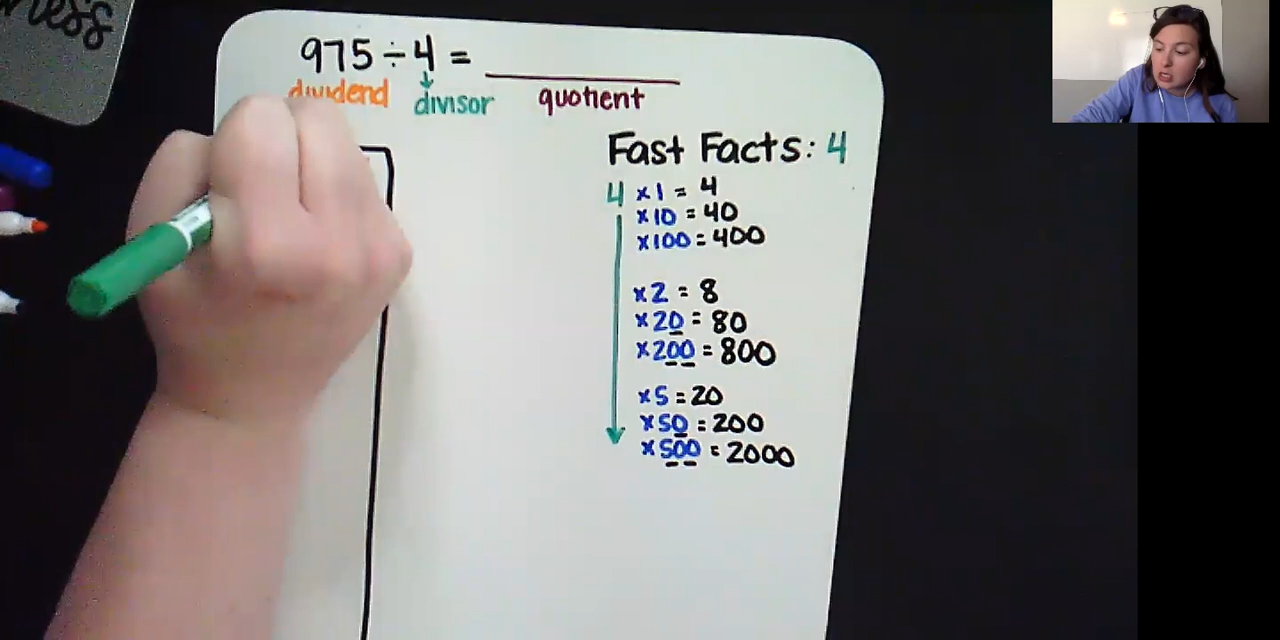 975 ÷ 4 =
dividend
divisor
quotient
Fast Facts: 4
4 x1 = 4
x10 = 40
x100 = 400
x2 = 8
x20 = 80
x200 = 800
x5 = 20
x50 = 200
x500 = 2000